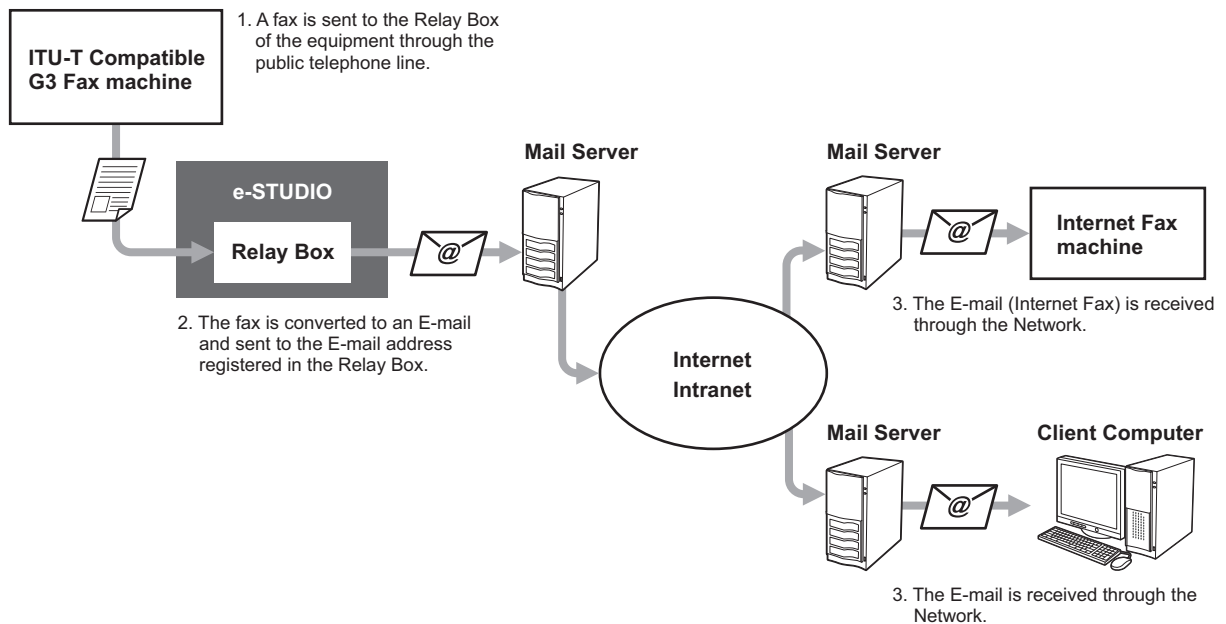 1. A fax is sent to the Relay Box
of the equipment through the
public telephone line.
ITU-T Compatible
G3 Fax machine
e-STUDIO
Relay Box
@
2. The fax is converted to an E-mail
and sent to the E-mail address
registered in the Relay Box.
Mail Server
Internet
Intranet
Mail Server
@
Internet Fax
machine
3. The E-mail (Internet Fax) is received
through the Network.
Mail Server
@
Client Computer
3. The E-mail is received through the
Network.